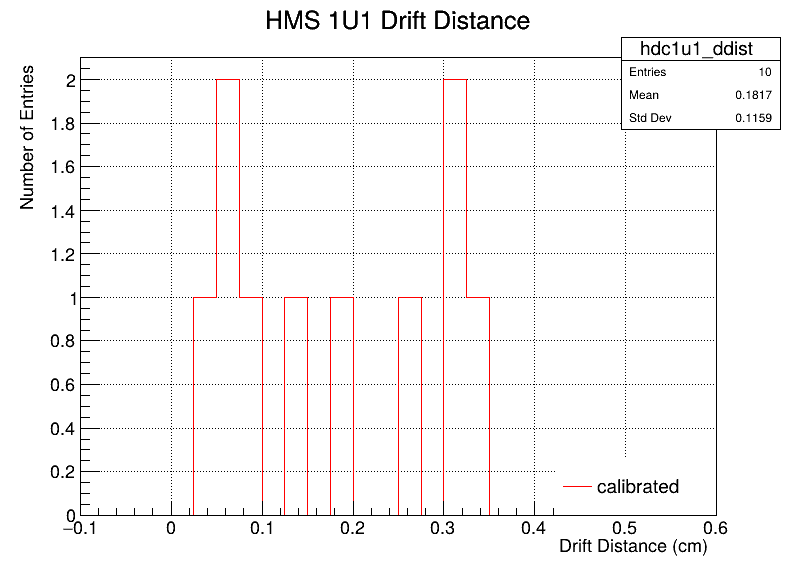 HMS 1U1 Drift Distance
hdc1u1_ddist
Entries 10
Mean 0.1817
Std Dev 0.1159
Number of Entries
2
1.8
1.6
1.4
1.2
1
0.8
0.6
0.4
0.2
0
−0.1 0 0.1 0.2 0.3 0.4 0.5 0.6
calibrated
Drift Distance (cm)